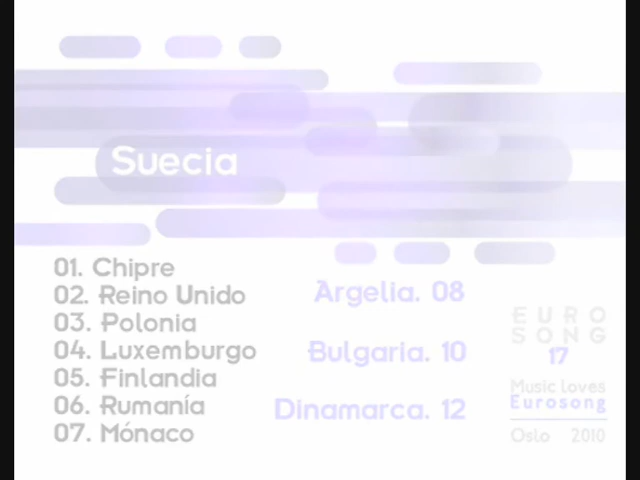 Suecia
01. Chipre
02. Reino Unido
03. Polonia
04. Luxemburgo
05. Finlandia
06. Rumanía
07. Mónaco
Argelia. 08
Bulgaria. 10
Dinamarca. 12
EURO
SONG
17
Music loves
Eurosong
Oslo 2010